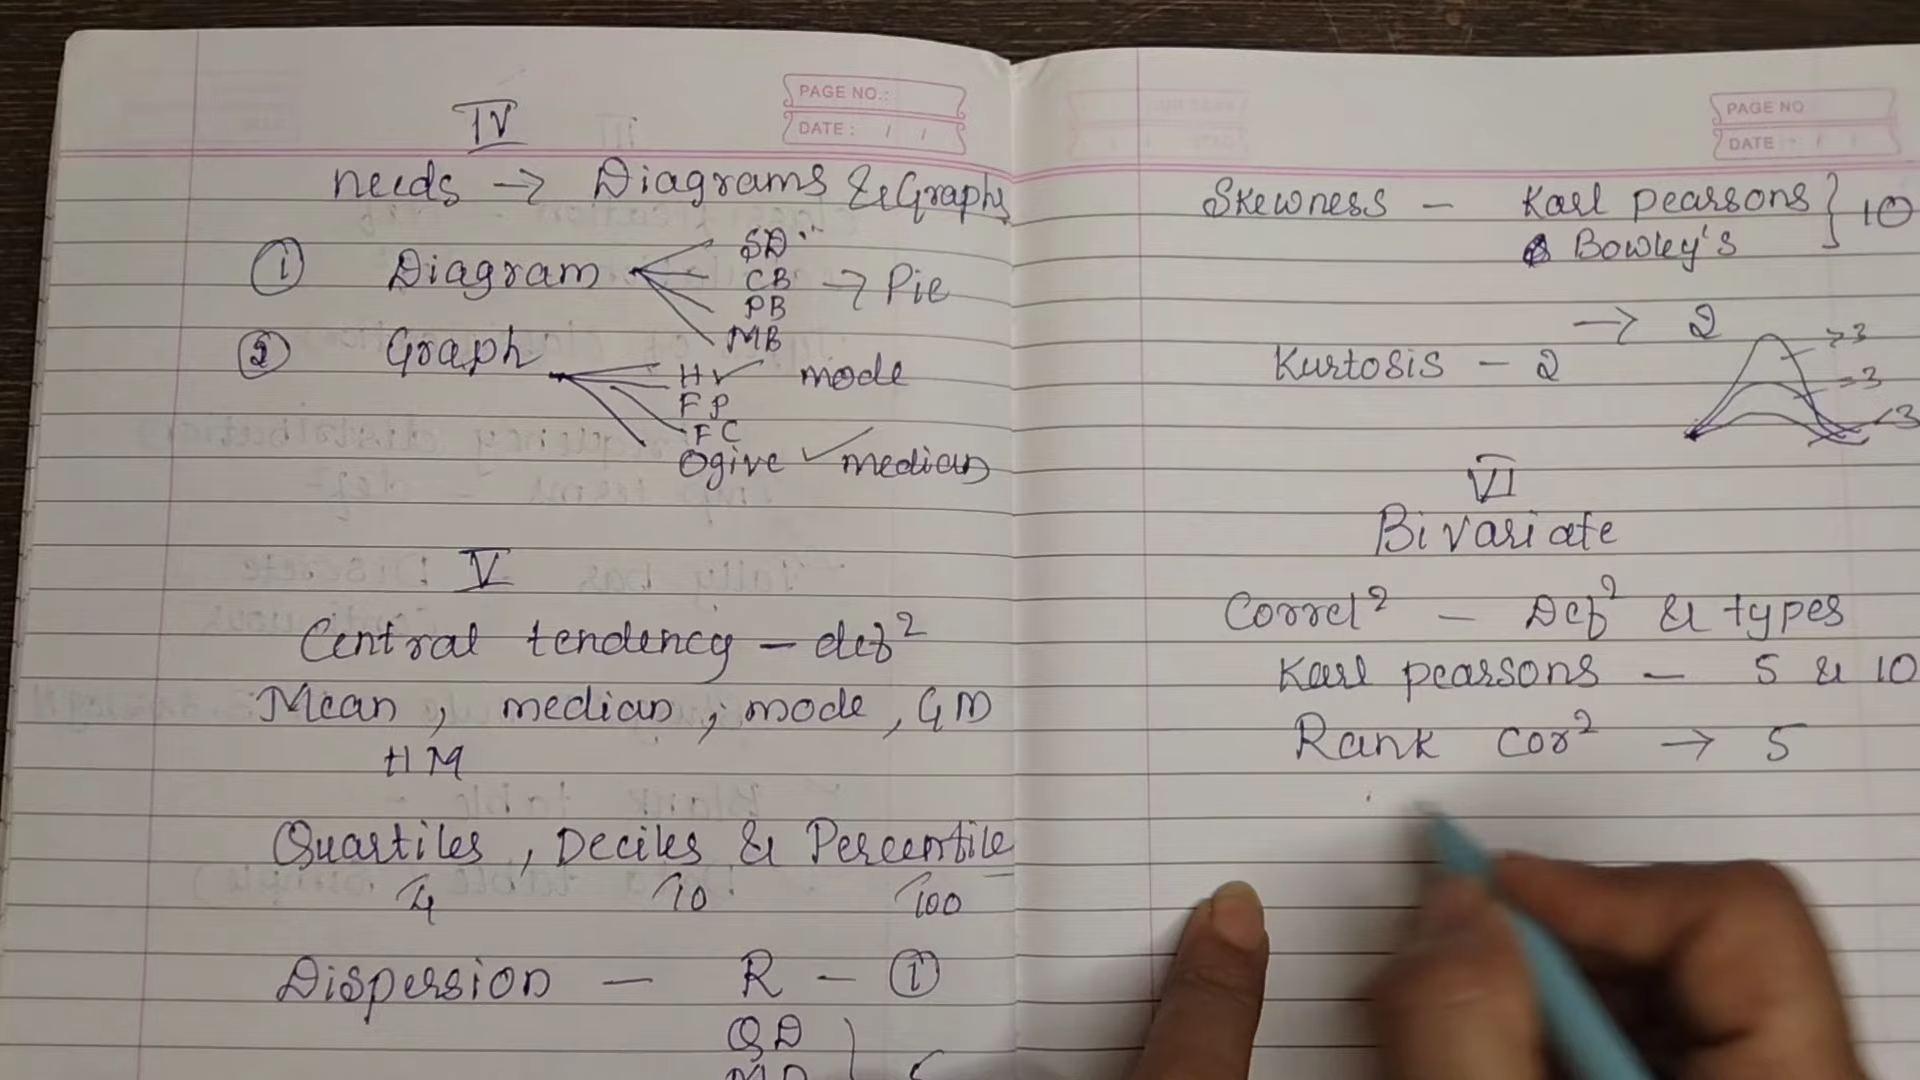 IV
PAGE NO.:
DATE: / /
needs → Diagrams & Graphs
① Diagram
SD
CB → Pie
PB
MB
② Graph
H ✓ mode
FP
FC
Ogive ✓ median
V
Central tendency – def²
Mean, median, mode, GM
HM
Quartiles, Deciles & Percentile
4 10 100
Dispersion – R – ①
QD
MD
PAGE NO
DATE / /
Skewness – Karl pearsons } 10
Bowley's
→ 2
Kurtosis – 2
>3
=3
<3
VI
Bivariate
Correl² – Def² & types
Karl pearsons – 5 & 10
Rank cor² → 5